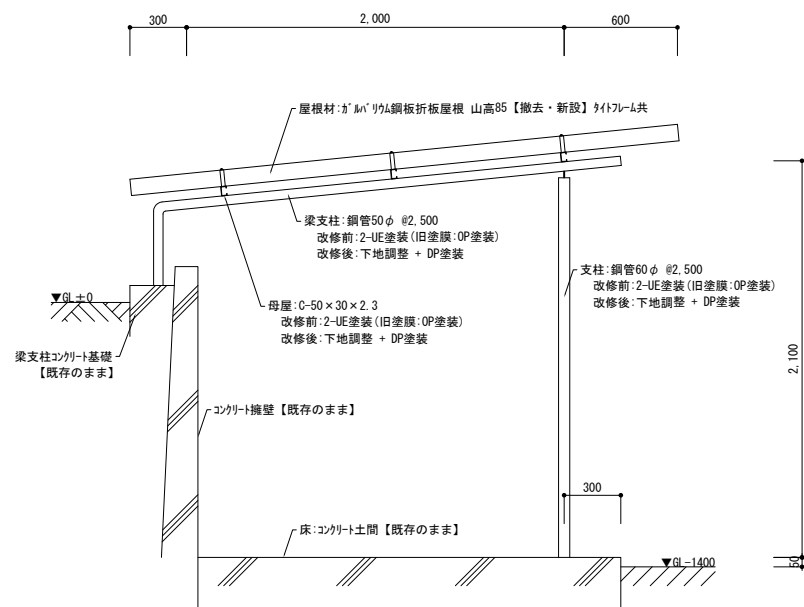 300
2,000
600
屋根材:ガルバリウム鋼板折板屋根 山高85【撤去・新設】タイトフレーム共
梁支柱:鋼管50φ @2,500
改修前:2-UE塗装(旧塗膜:OP塗装)
改修後:下地調整 + DP塗装
支柱:鋼管60φ @2,500
改修前:2-UE塗装(旧塗膜:OP塗装)
改修後:下地調整 + DP塗装
▼GL±0
母屋:C-50×30×2.3
改修前:2-UE塗装(旧塗膜:OP塗装)
改修後:下地調整 + DP塗装
梁支柱コンクリート基礎
【既存のまま】
2,100
コンクリート擁壁【既存のまま】
300
床:コンクリート土間【既存のまま】
▼GL-1400
50